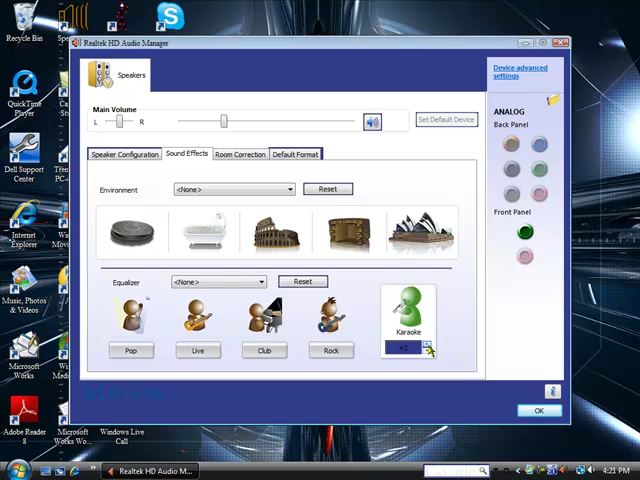 Recycle Bin
QuickTime Player
Dell Support Center
Internet Explorer
Music, Photos & Videos
Microsoft Works
Adobe Reader 8
Microsoft Works Wo...
Windows Live Call
Realtek HD Audio Manager
Speakers
Device advanced settings
Main Volume
L
R
Set Default Device
ANALOG
Back Panel
Front Panel
Speaker Configuration
Sound Effects
Room Correction
Default Format
Environment
<None>
Reset
Equalizer
<None>
Reset
Karaoke
+2
Pop
Live
Club
Rock
OK
Realtek HD Audio M...
4:21 PM